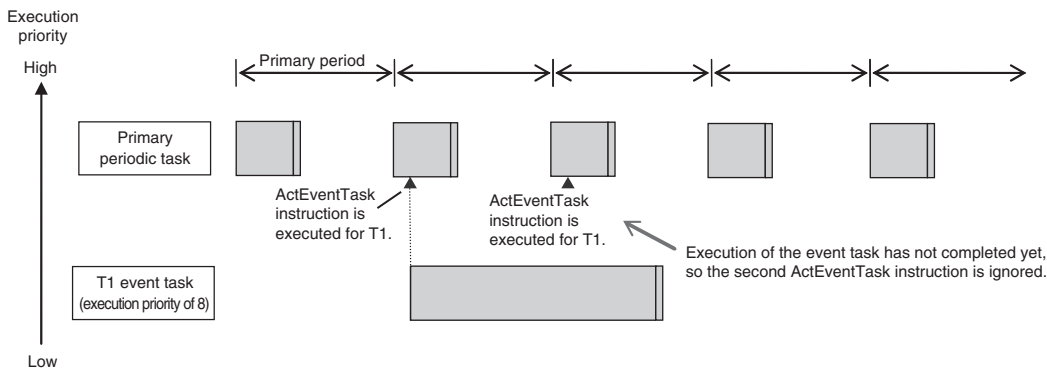 Execution
priority
High
Primary period
Primary
periodic task
ActEventTask
instruction is
executed for T1.
ActEventTask
instruction is
executed for T1.
Execution of the event task has not completed yet,
so the second ActEventTask instruction is ignored.
T1 event task
(execution priority of 8)
Low